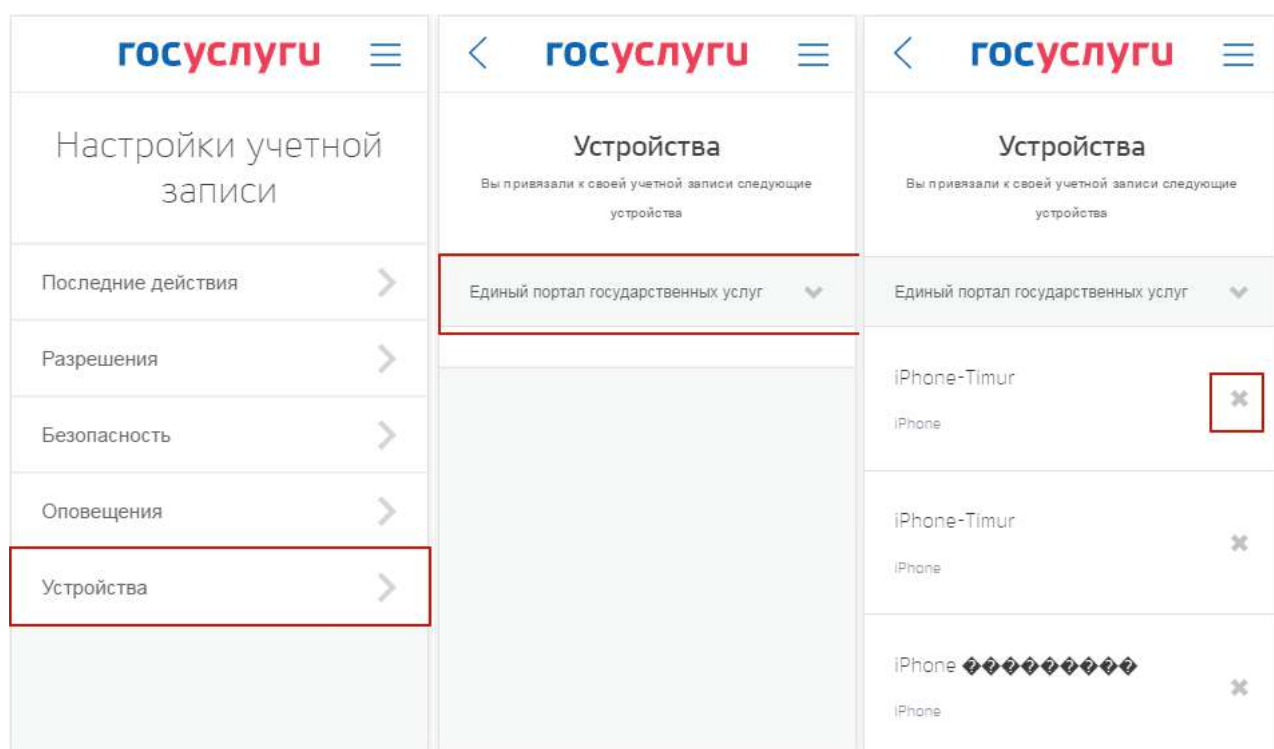 госуслуги
Настройки учетной
записи
Последние действия
Разрешения
Безопасность
Оповещения
Устройства
госуслуги
Устройства
Вы привязали к своей учетной записи следующие
устройства
Единый портал государственных услуг
госуслуги
Устройства
Вы привязали к своей учетной записи следующие
устройства
Единый портал государственных услуг
iPhone-Timur
iPhone
iPhone-Timur
iPhone
iPhone ����������
iPhone